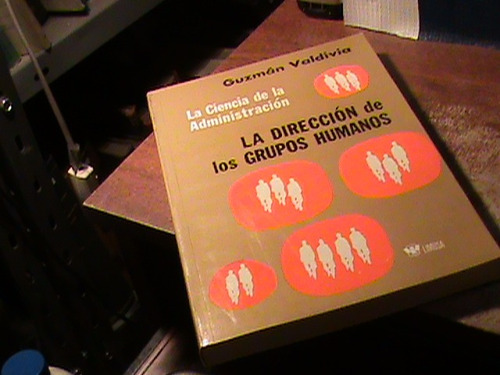 Guzmán Valdivia
La Ciencia de la
Administración
LA DIRECCIÓN de
los GRUPOS HUMANOS
LIMUSA